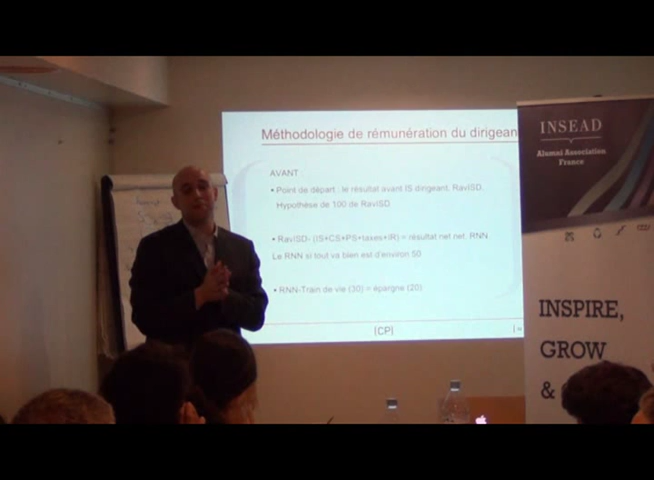 Méthodologie de rémunération du dirigean
AVANT
• Point de départ : le résultat avant IS dirigeant, RavISD.
Hypothèse de 100 de RavISD
• RavISD- (IS+CS+PS+taxes+IR) = résultat net net, RNN
Le RNN si tout va bien est d'environ 50
• RNN-Train de vie (30) = épargne (20)
[CP]
INSEAD
Alumni Association
France
INSPIRE,
GROW
&